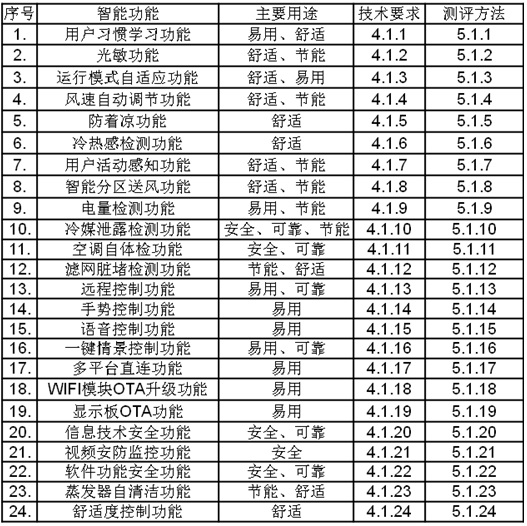 序号 智能功能 主要用途 技术要求 测评方法
1. 用户习惯学习功能 易用、舒适 4.1.1 5.1.1
2. 光敏功能 舒适、节能 4.1.2 5.1.2
3. 运行模式自适应功能 舒适、易用 4.1.3 5.1.3
4. 风速自动调节功能 舒适、节能 4.1.4 5.1.4
5. 防着凉功能 舒适 4.1.5 5.1.5
6. 冷热感检测功能 舒适 4.1.6 5.1.6
7. 用户活动感知功能 舒适、节能 4.1.7 5.1.7
8. 智能分区送风功能 舒适、节能 4.1.8 5.1.8
9. 电量检测功能 易用、节能 4.1.9 5.1.9
10. 冷媒泄露检测功能 安全、可靠、节能 4.1.10 5.1.10
11. 空调自体检功能 安全、可靠 4.1.11 5.1.11
12. 滤网脏堵检测功能 节能、舒适 4.1.12 5.1.12
13. 远程控制功能 易用、可靠 4.1.13 5.1.13
14. 手势控制功能 易用 4.1.14 5.1.14
15. 语音控制功能 易用 4.1.15 5.1.15
16. 一键情景控制功能 易用、可靠 4.1.16 5.1.16
17. 多平台直连功能 易用 4.1.17 5.1.17
18. WIFI模块OTA升级功能 易用 4.1.18 5.1.18
19. 显示板OTA功能 易用 4.1.19 5.1.19
20. 信息技术安全功能 安全、可靠 4.1.20 5.1.20
21. 视频安防监控功能 安全 4.1.21 5.1.21
22. 软件功能安全功能 安全、可靠 4.1.22 5.1.22
23. 蒸发器自清洁功能 节能、舒适 4.1.23 5.1.23
24. 舒适度控制功能 舒适 4.1.24 5.1.24